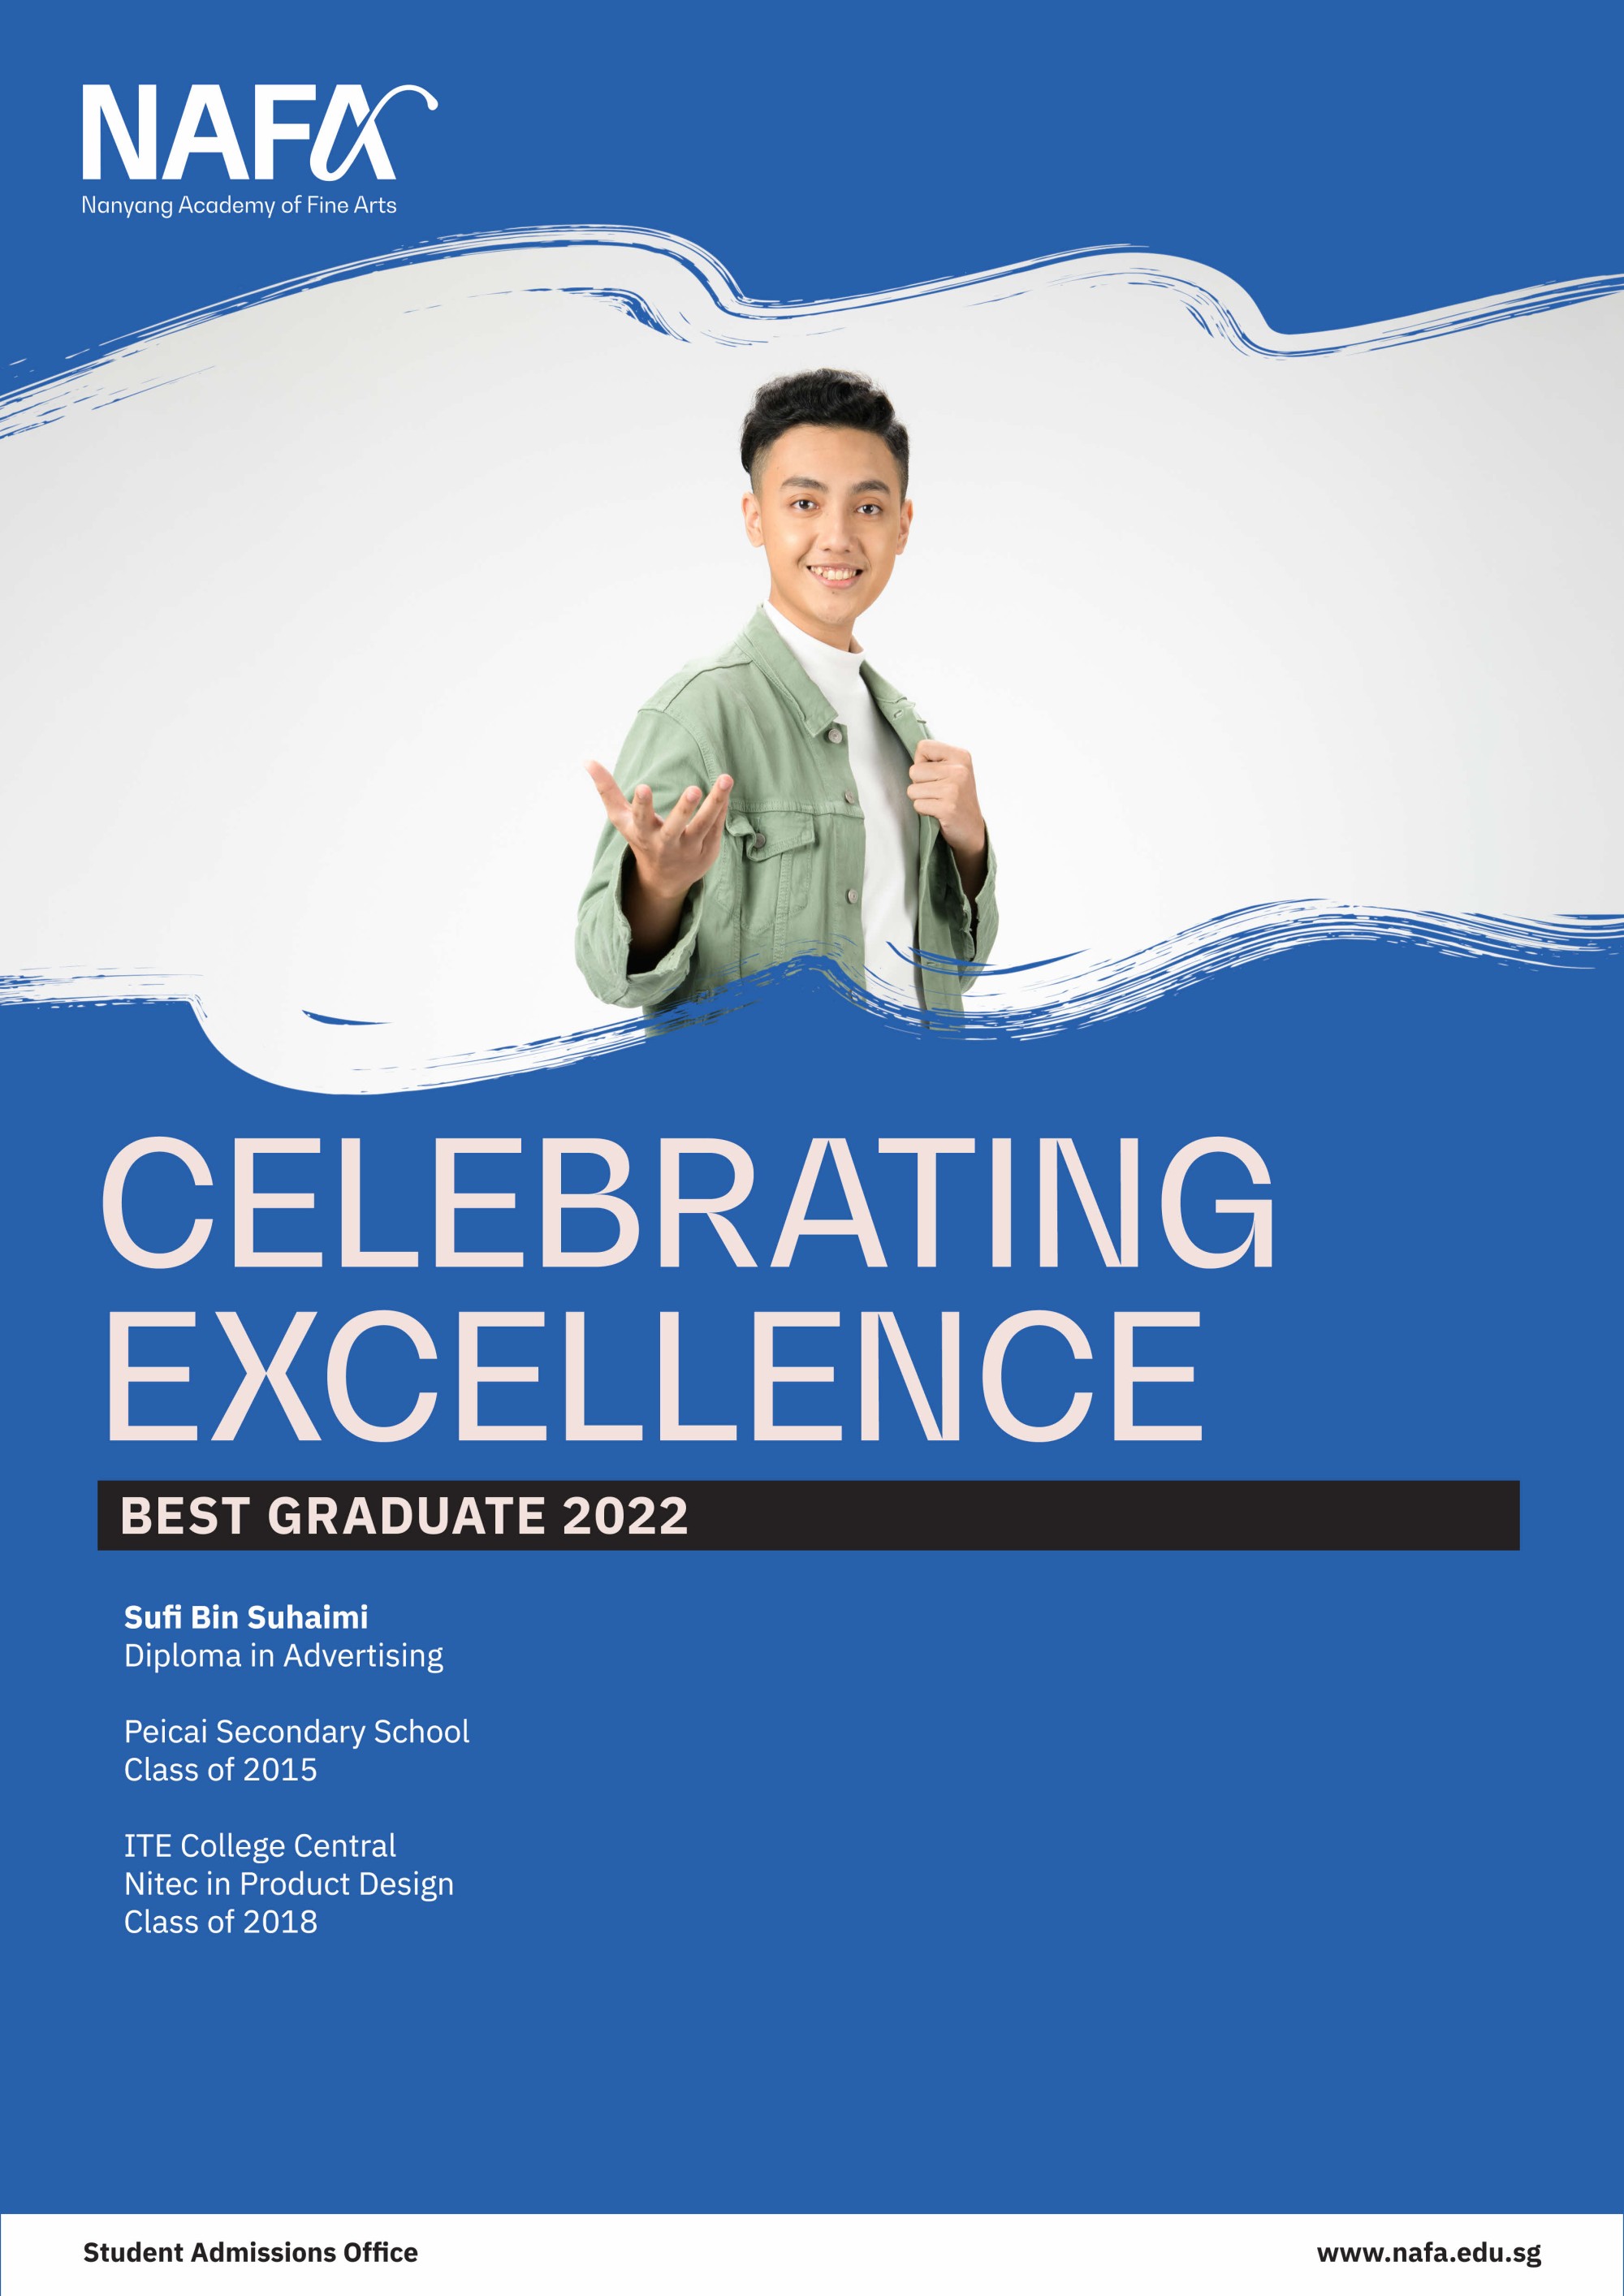 NAFA
Nanyang Academy of Fine Arts
CELEBRATING
EXCELLENCE
BEST GRADUATE 2022
Sufi Bin Suhaimi
Diploma in Advertising
Peicai Secondary School
Class of 2015
ITE College Central
Nitec in Product Design
Class of 2018
Student Admissions Office
www.nafa.edu.sg